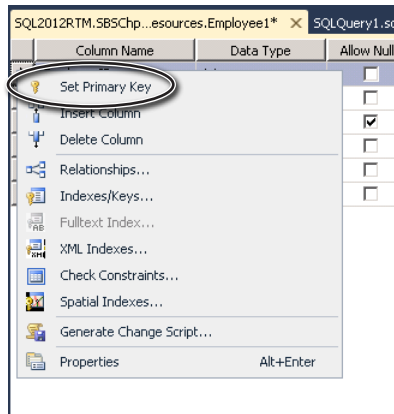 SQL2012RTM.SBSChp...esources.Employee1* SQLQuery1.sq
Column Name Data Type Allow Null
Set Primary Key
Insert Column
Delete Column
Relationships...
Indexes/Keys...
Fulltext Index...
XML Indexes...
Check Constraints...
Spatial Indexes...
Generate Change Script...
Properties Alt+Enter